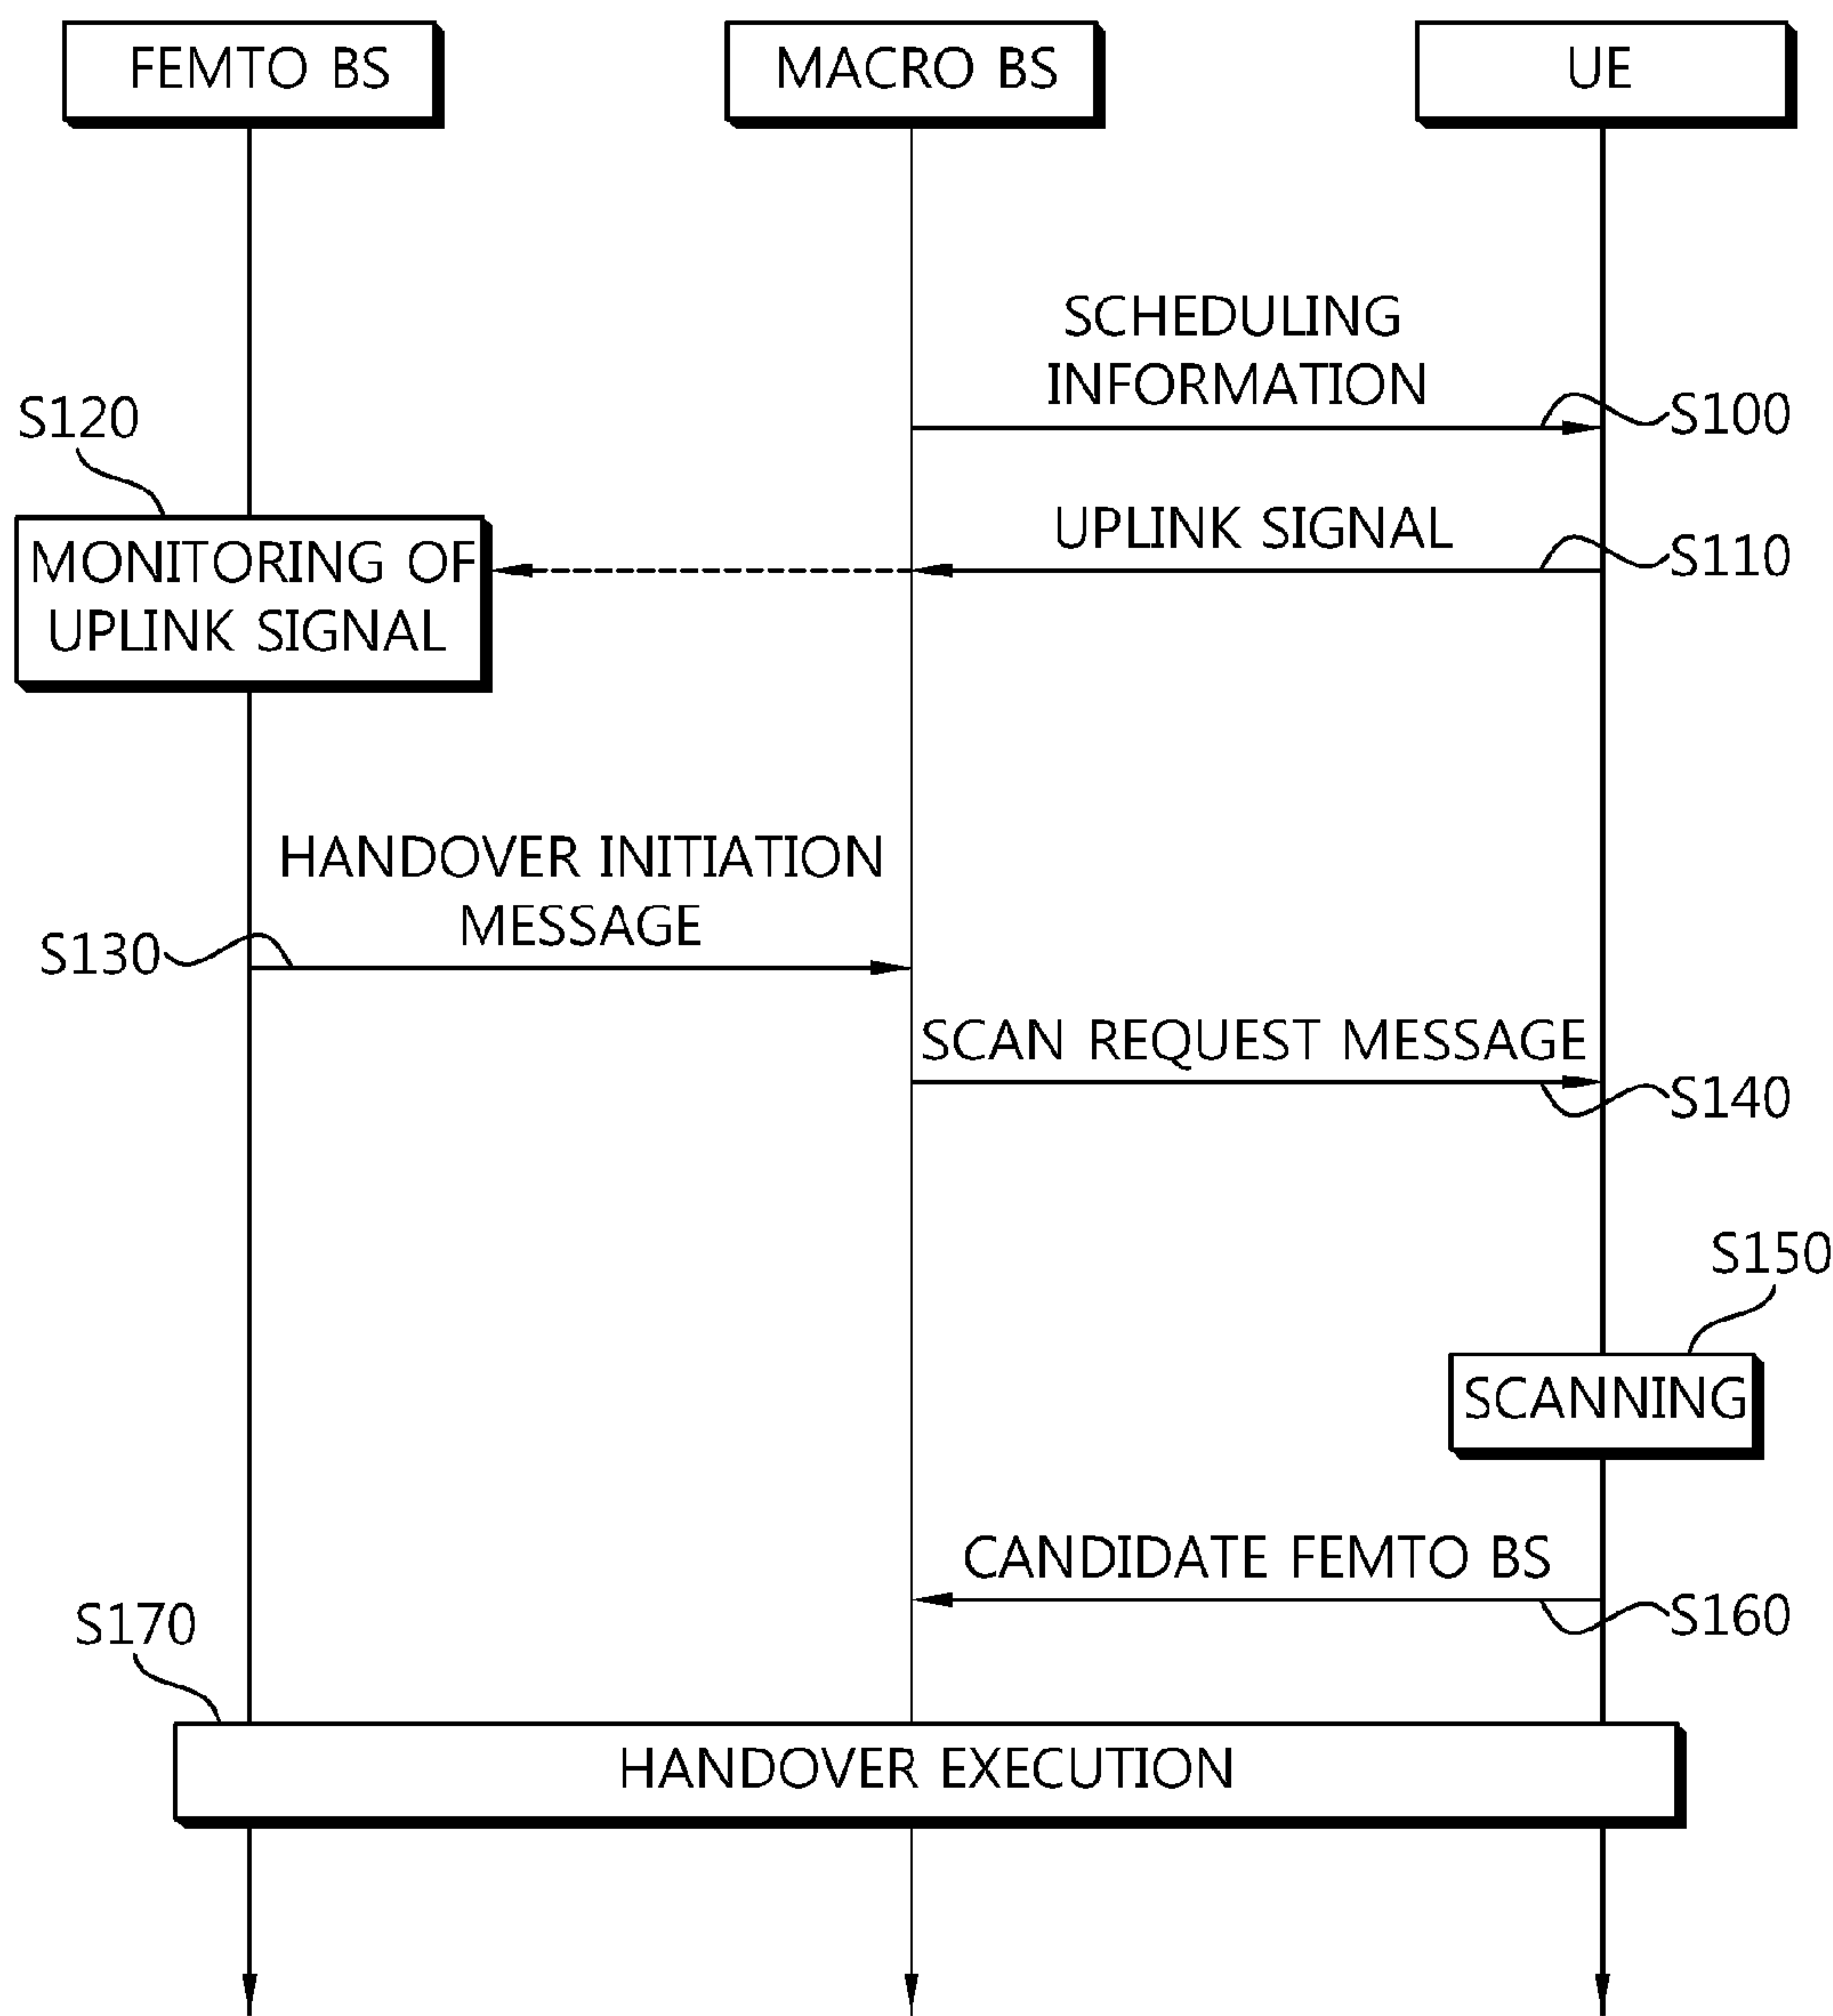 FEMTO BS
MACRO BS
UE
SCHEDULING
INFORMATION
S100
S120
UPLINK SIGNAL
S110
MONITORING OF
UPLINK SIGNAL
HANDOVER INITIATION
MESSAGE
S130
SCAN REQUEST MESSAGE
S140
S150
SCANNING
CANDIDATE FEMTO BS
S160
S170
HANDOVER EXECUTION